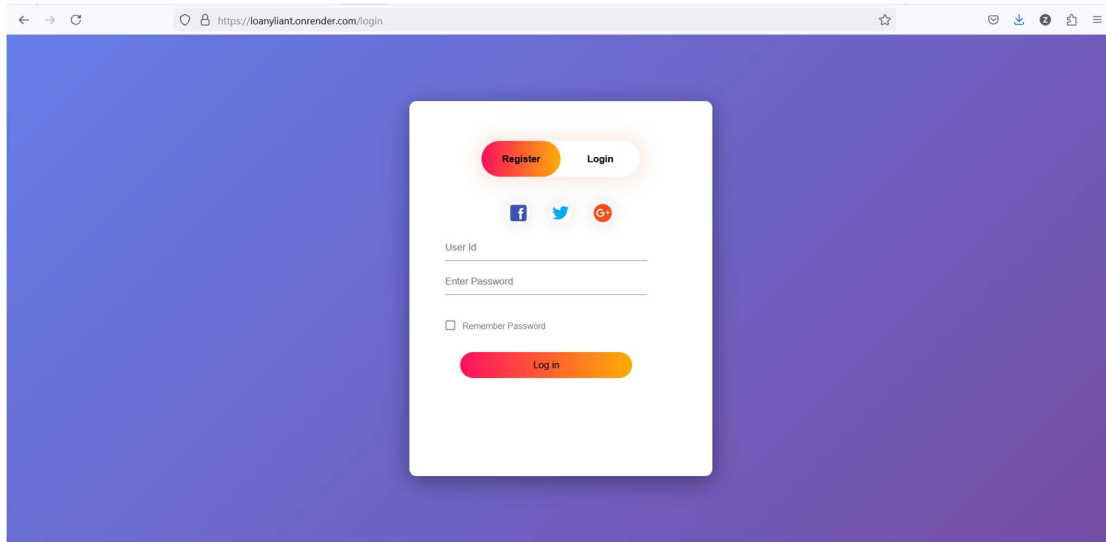 https://loanyliant.onrender.com/login
Register Login
f G+
User Id
Enter Password
Remember Password
Log in